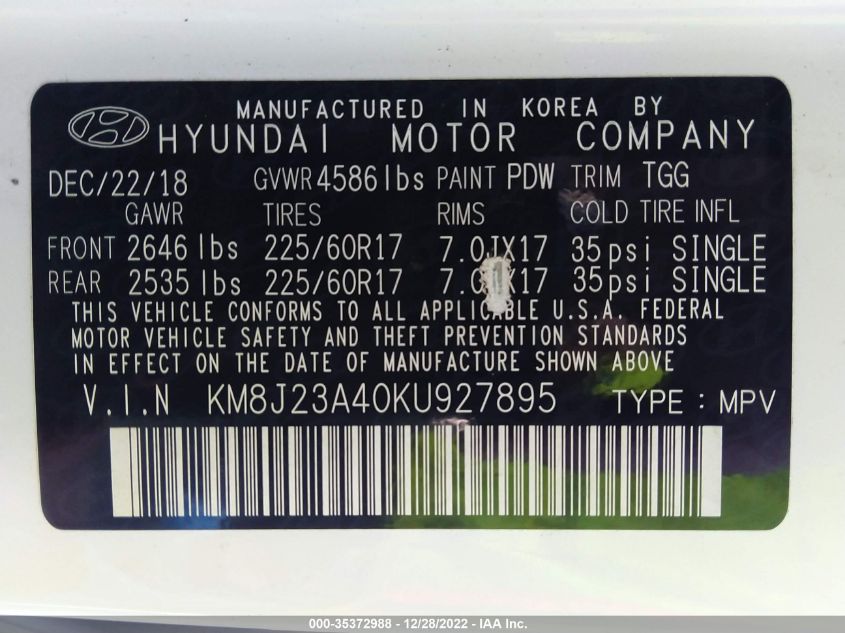 MANUFACTURED IN KOREA BY
HYUNDAI MOTOR COMPANY
DEC/22/18 GVWR 4586 lbs PAINT PDW TRIM TGG
GAWR TIRES RIMS COLD TIRE INFL
FRONT 2646 lbs 225/60R17 7.0JX17 35psi SINGLE
REAR 2535 lbs 225/60R17 35psi SINGLE
THIS VEHICLE CONFORMS TO ALL APPLICABLE U.S.A. FEDERAL
MOTOR VEHICLE SAFETY AND THEFT PREVENTION STANDARDS
IN EFFECT ON THE DATE OF MANUFACTURE SHOWN ABOVE
V.I.N KM8J23A40KU927895 TYPE : MPV
000-35372988 - 12/28/2022 - IAA Inc.